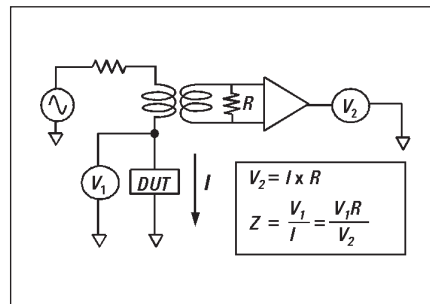 R
V₂
V₁
DUT
I
V₂ = I x R
Z = V₁/I = V₁R/V₂